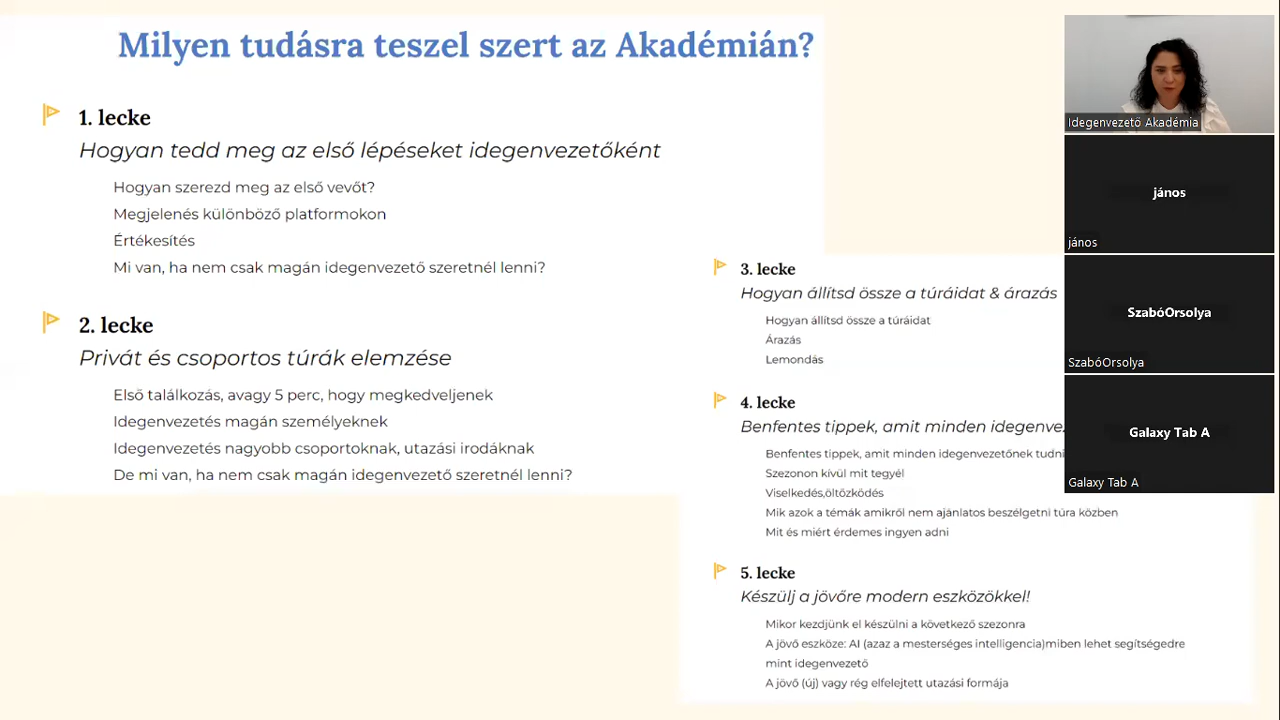 Milyen tudásra teszel szert az Akadémián?
1. lecke
Hogyan tedd meg az első lépéseket idegenvezetőként
Hogyan szerezd meg az első vevőt?
Megjelenés különböző platformokon
Értékesítés
Mi van, ha nem csak magán idegenvezető szeretnél lenni?
2. lecke
Privát és csoportos túrák elemzése
Első találkozás, avagy 5 perc, hogy megkedveljenek
Idegenvezetés magán személyeknek
Idegenvezetés nagyobb csoportoknak, utazási irodáknak
De mi van, ha nem csak magán idegenvezető szeretnél lenni?
3. lecke
Hogyan állítsd össze a túráidat & árazás
Hogyan állítsd össze a túráidat
Árazás
Lemondás
4. lecke
Benfentes tippek, amit minden idegenve
Benfentes tippek, amit minden idegenvezetőnek tudni
Szezonon kívül mit tegyél
Viselkedés,öltözködés
Mik azok a témák amikről nem ajánlatos beszélgetni túra közben
Mit és miért érdemes ingyen adni
5. lecke
Készülj a jövőre modern eszközökkel!
Mikor kezdjünk el készülni a következő szezonra
A jövő eszköze: AI (azaz a mesterséges intelligencia)miben lehet segítségedre
mint idegenvezető
A jövő (új) vagy rég elfelejtett utazási formája
Idegenvezető Akadémia
jános
jános
SzabóOrsolya
SzabóOrsolya
Galaxy Tab A
Galaxy Tab A